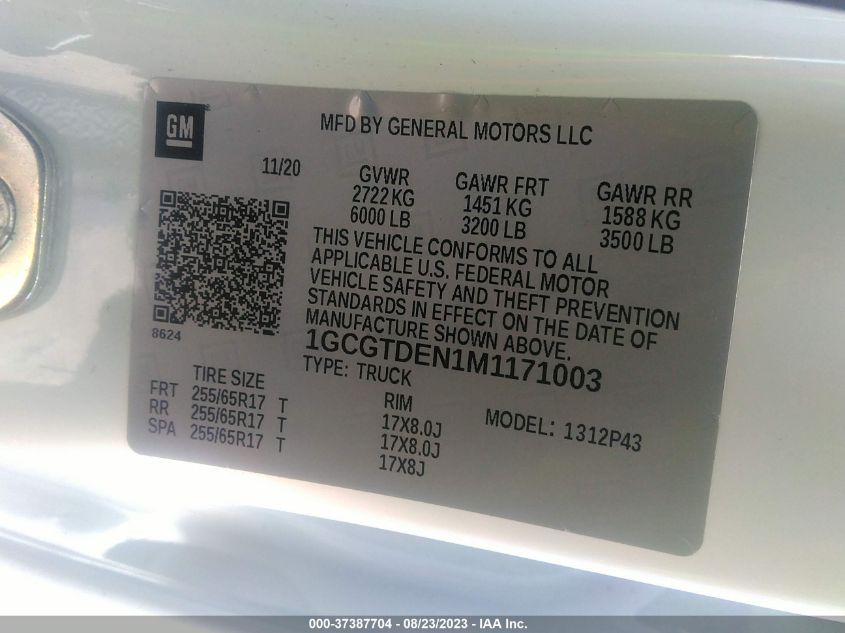 GM
MFD BY GENERAL MOTORS LLC
11/20
GVWR
2722 KG
6000 LB
GAWR FRT
1451 KG
3200 LB
GAWR RR
1588 KG
3500 LB
THIS VEHICLE CONFORMS TO ALL
APPLICABLE U.S. FEDERAL MOTOR
VEHICLE SAFETY AND THEFT PREVENTION
STANDARDS IN EFFECT ON THE DATE OF
MANUFACTURE SHOWN ABOVE.
8624
1GCGTDEN1M1171003
TYPE: TRUCK
TIRE SIZE
RIM
MODEL: 1312P43
FRT 255/65R17 T 17X8.0J
RR 255/65R17 T 17X8.0J
SPA 255/65R17 T 17X8J
000-37387704 - 08/23/2023 - IAA Inc.